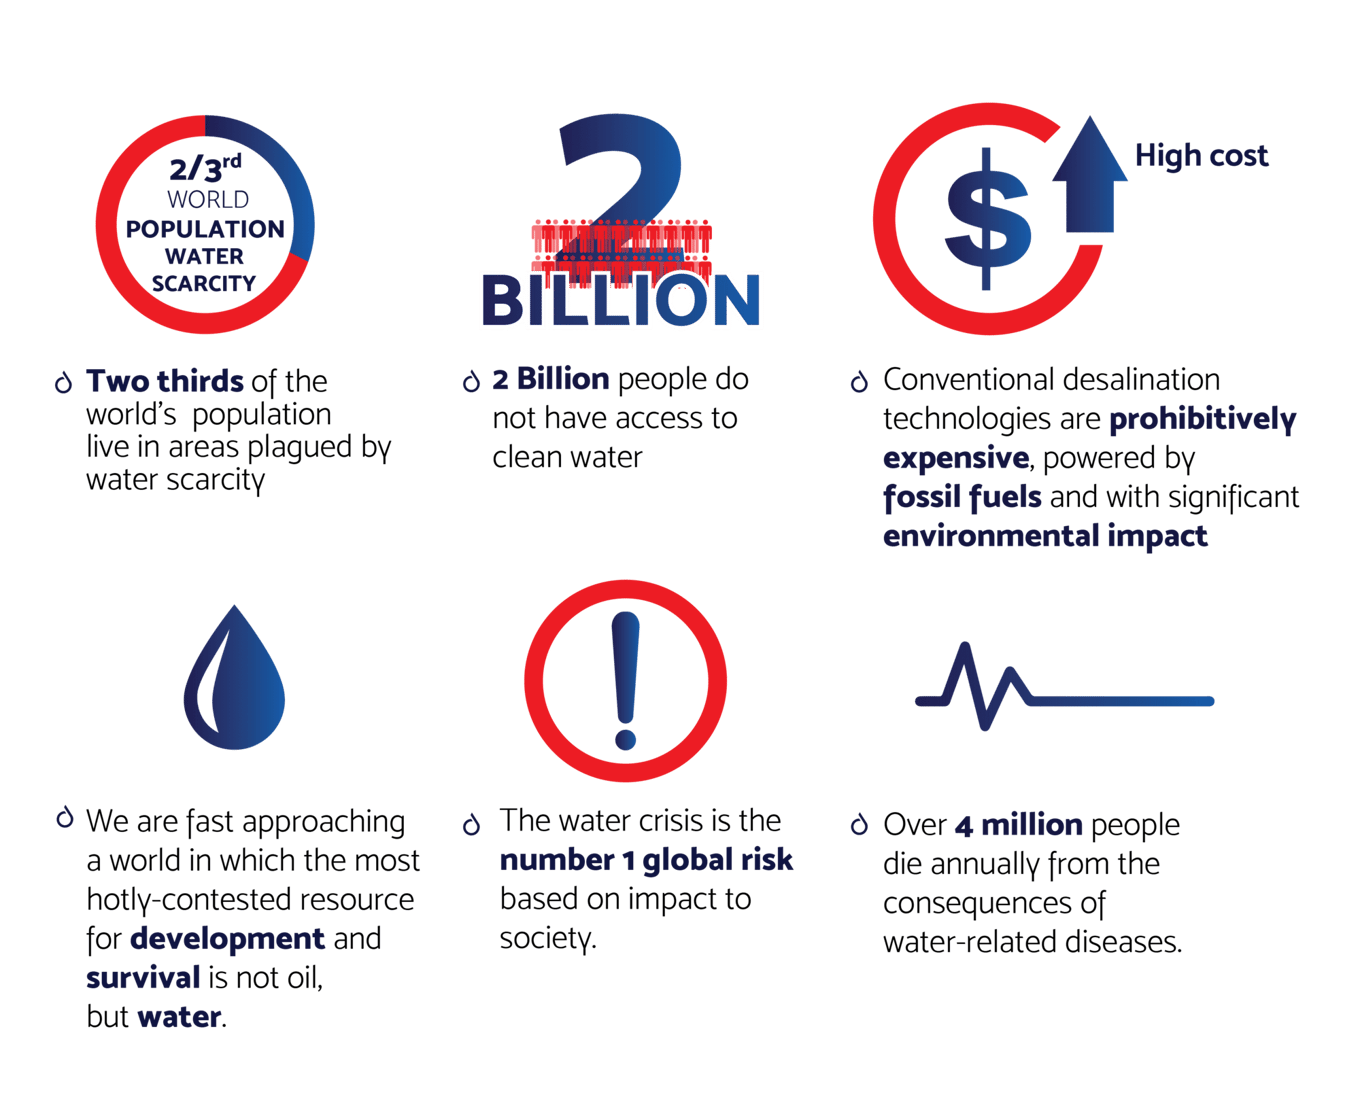 2/3rd
WORLD
POPULATION
WATER
SCARCITY
Two thirds of the
world's population
live in areas plagued by
water scarcity
2
BILLION
2 Billion people do
not have access to
clean water
$
High cost
Conventional desalination
technologies are prohibitively
expensive, powered by
fossil fuels and with significant
environmental impact
We are fast approaching
a world in which the most
hotly-contested resource
for development and
survival is not oil,
but water.
!
The water crisis is the
number 1 global risk
based on impact to
society.
Over 4 million people
die annually from the
consequences of
water-related diseases.